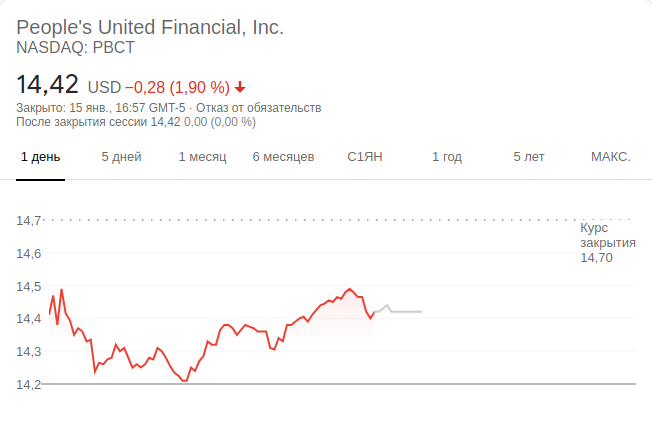 People's United Financial, Inc.
NASDAQ: PBCT
14,42 USD −0,28 (1,90 %)
Закрыто: 15 янв., 16:57 GMT-5 · Отказ от обязательств
После закрытия сессии 14,42 0,00 (0,00 %)
1 день 5 дней 1 месяц 6 месяцев С1ЯН 1 год 5 лет МАКС.
14,7
Курс
закрытия
14,70
14,6
14,5
14,4
14,3
14,2